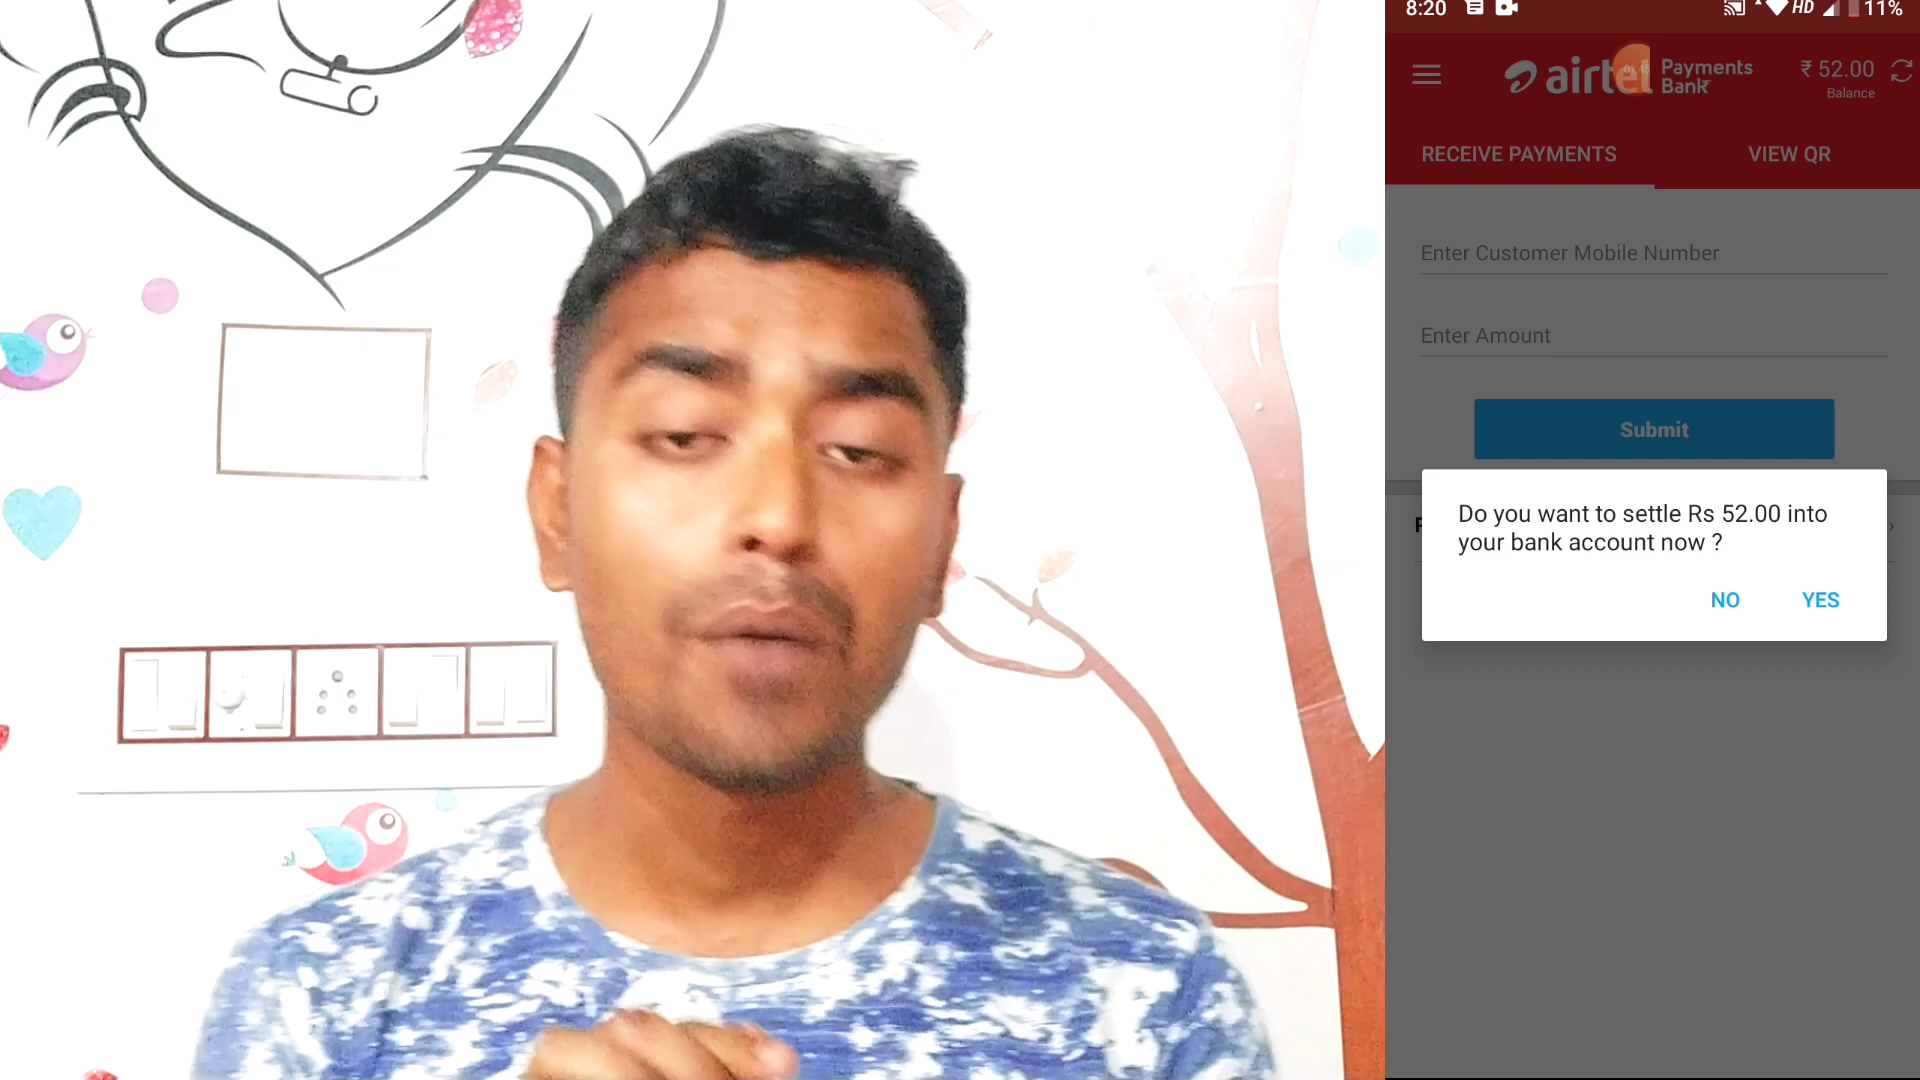 8:20
HD
11%
airtel Payments Bank
₹ 52.00
Balance
RECEIVE PAYMENTS
VIEW QR
Enter Customer Mobile Number
Enter Amount
Submit
Do you want to settle Rs 52.00 into
your bank account now ?
NO YES